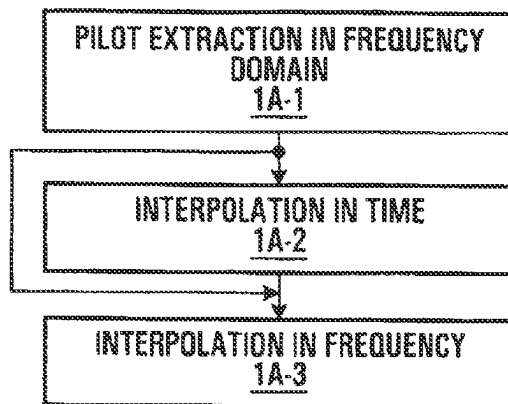 PILOT EXTRACTION IN FREQUENCY
DOMAIN
1A-1
INTERPOLATION IN TIME
1A-2
INTERPOLATION IN FREQUENCY
1A-3